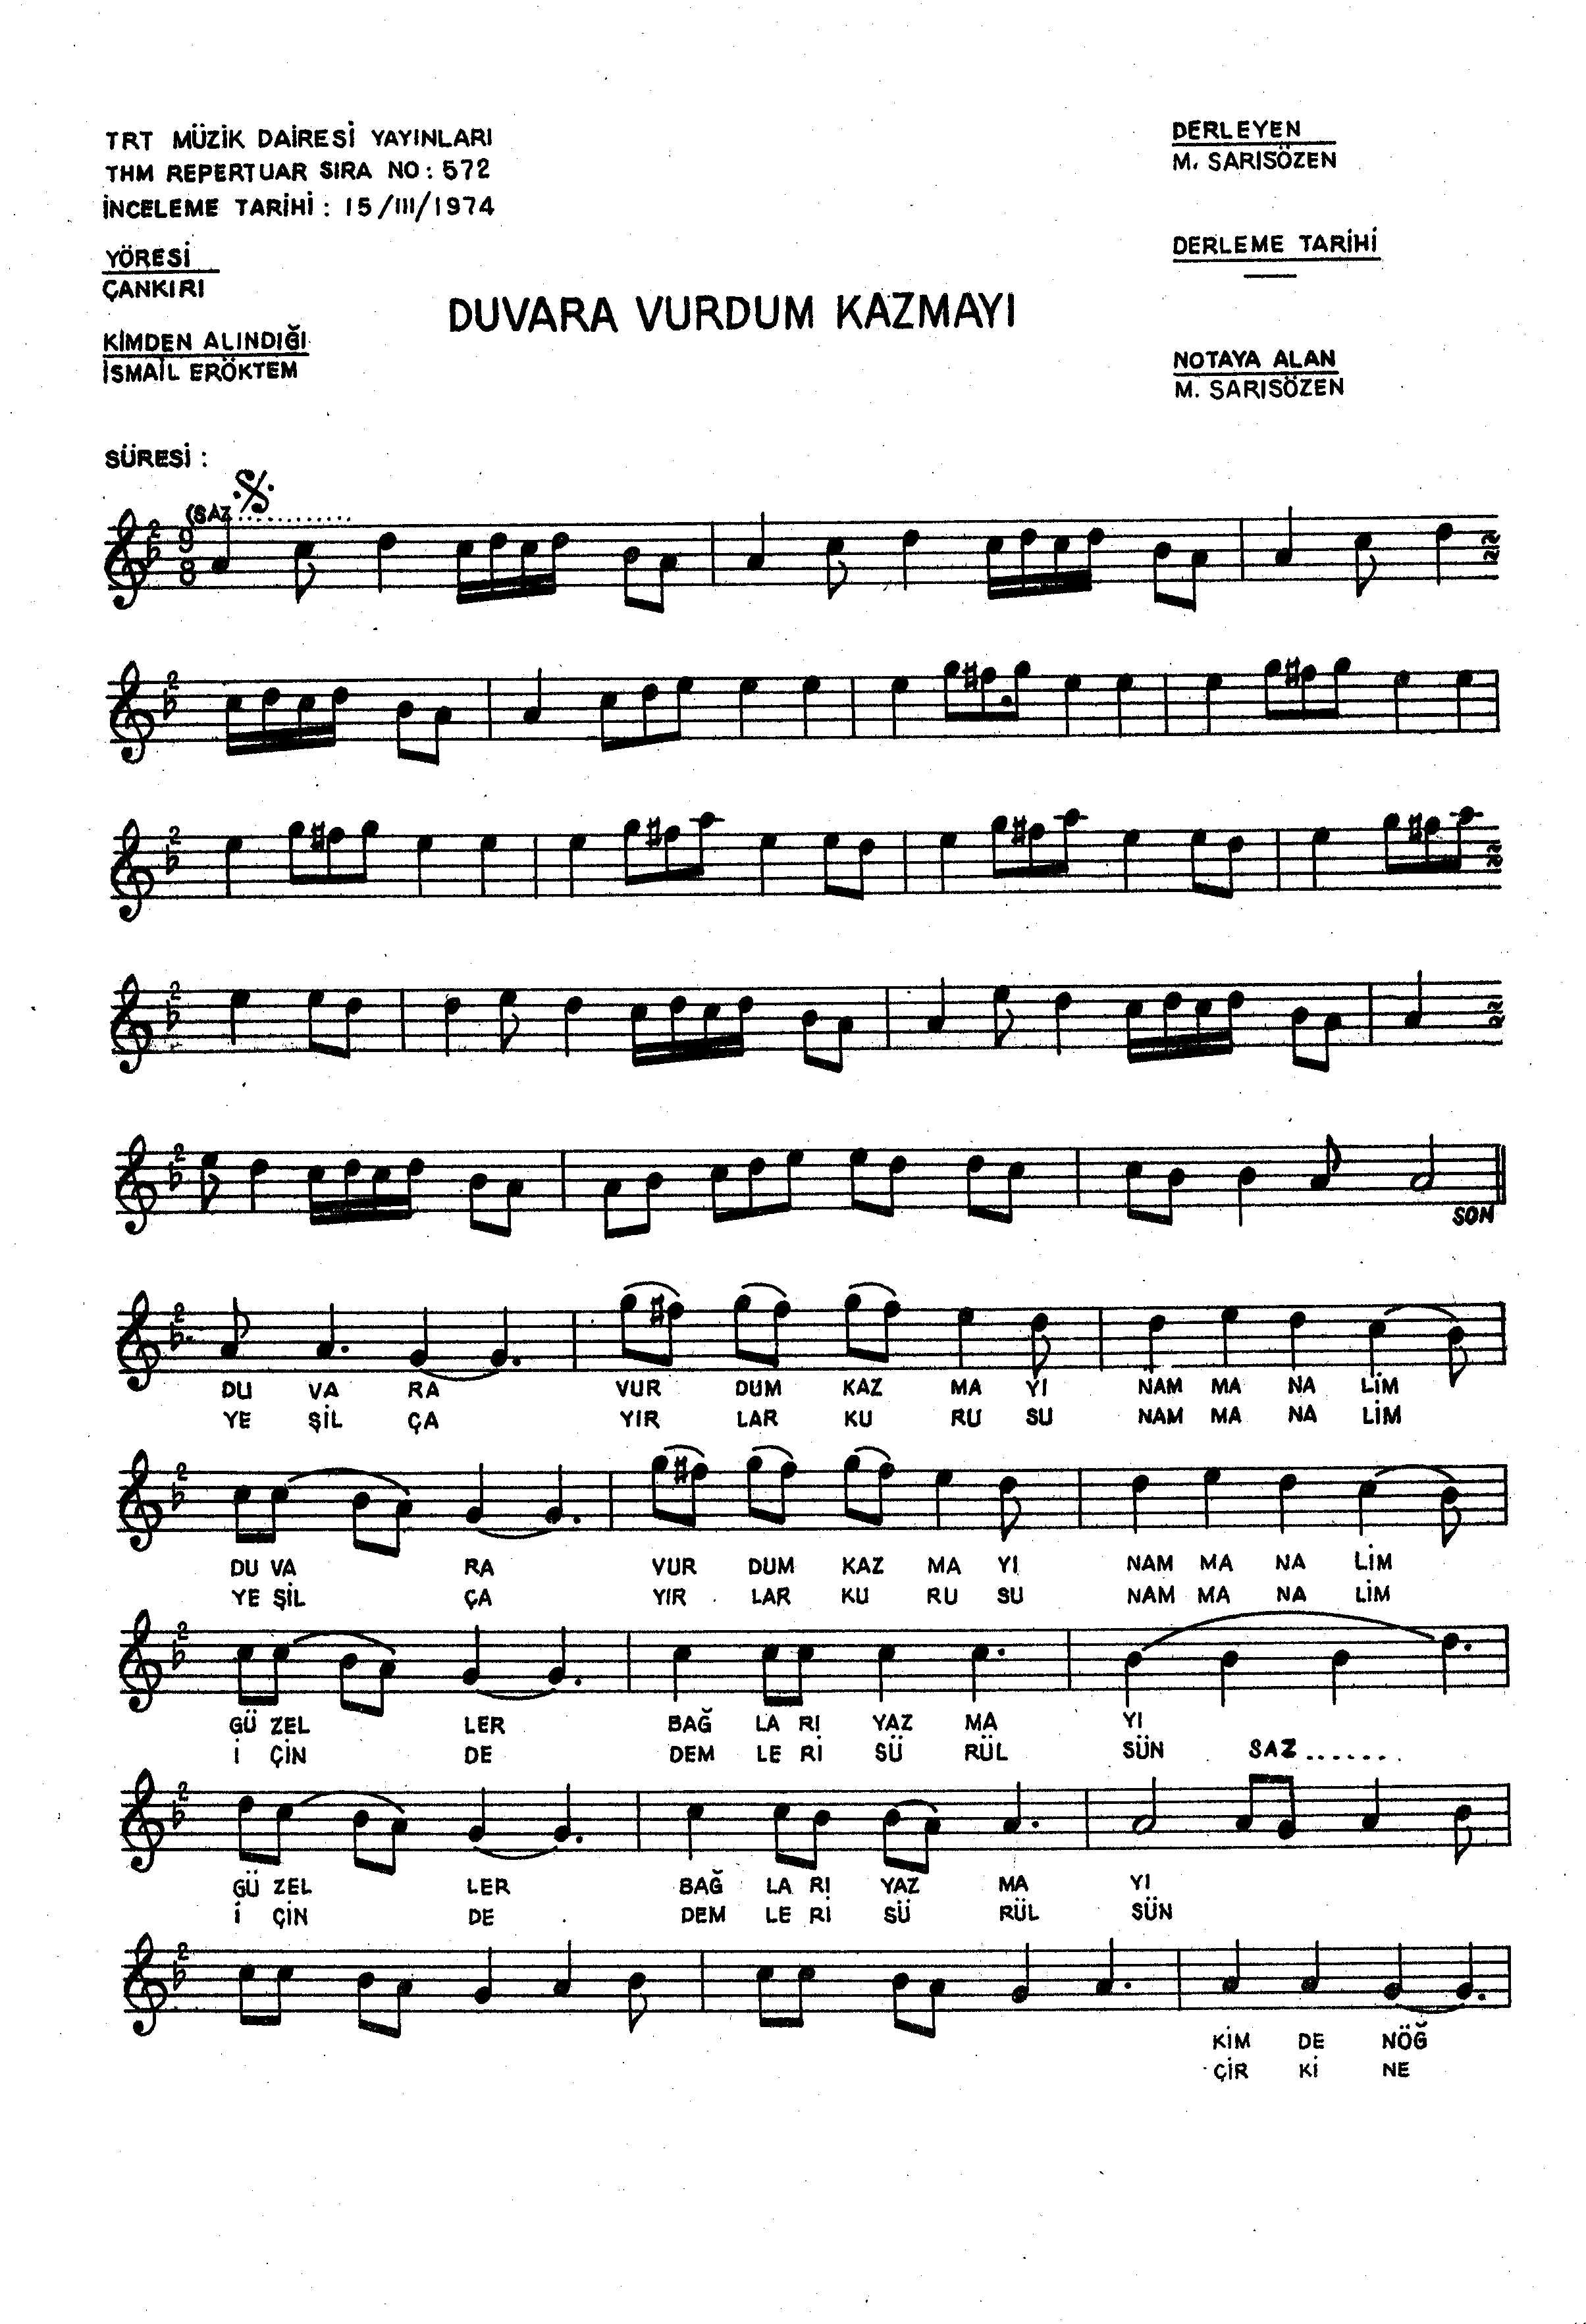 TRT MÜZİK DAİRESİ YAYINLARI
THM REPERTUAR SIRA NO: 572
İNCELEME TARİHİ : 15/III/1974
YÖRESİ
ÇANKIRI
KİMDEN ALINDIĞI
İSMAİL ERÖKTEM
DERLEYEN
M. SARISÖZEN
DERLEME TARİHİ
DUVARA VURDUM KAZMAYI
NOTAYA ALAN
M. SARISÖZEN
SÜRESİ :
(SAZ.............
9
8
SON
DU VA RA VUR DUM KAZ MA YI NAM MA NA LİM
YE ŞİL ÇA YIR LAR KU RU SU NAM MA NA LİM
DU VA RA VUR DUM KAZ MA YI NAM MA NA LİM
YE ŞİL ÇA YIR LAR KU RU SU NAM MA NA LİM
GÜ ZEL LER BAĞ LA RI YAZ MA YI
İ ÇİN DE DEM LE Rİ SÜ RÜL SÜN SAZ.......
GÜ ZEL LER BAĞ LA RI YAZ MA YI
İ ÇİN DE DEM LE Rİ SÜ RÜL SÜN
KİM DE NÖĞ
ÇİR Kİ NE